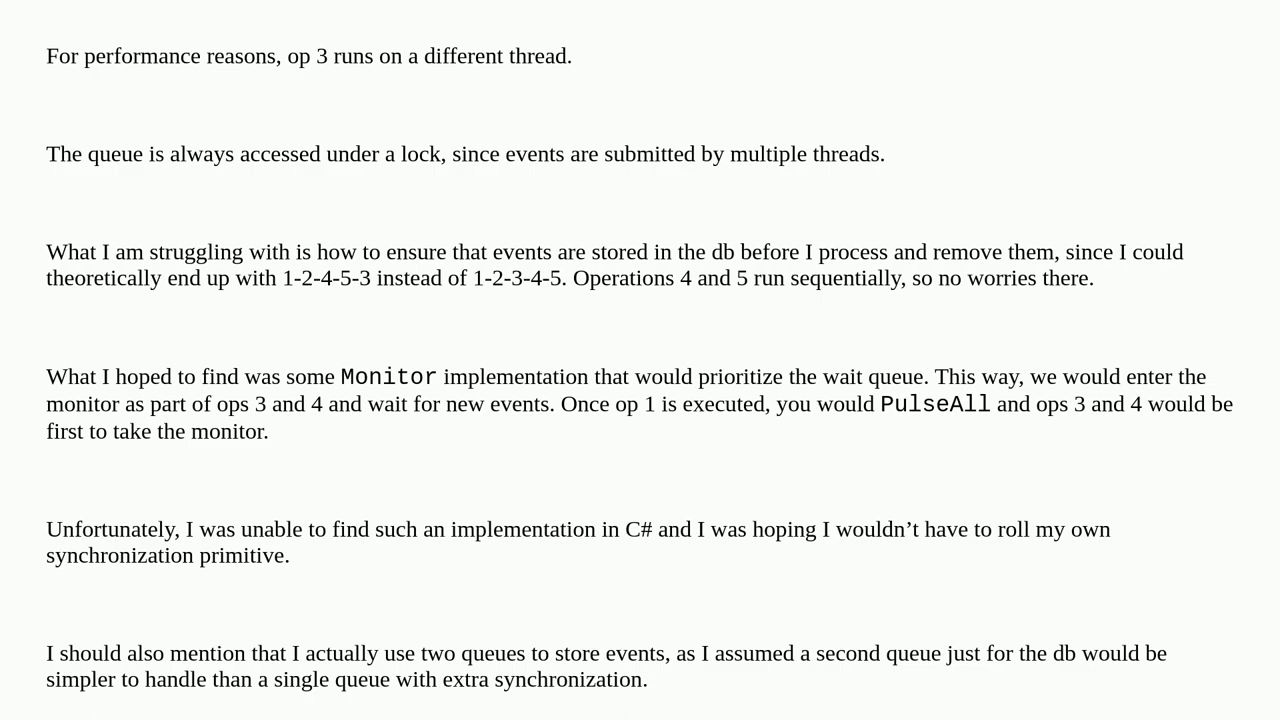 For performance reasons, op 3 runs on a different thread.
The queue is always accessed under a lock, since events are submitted by multiple threads.
What I am struggling with is how to ensure that events are stored in the db before I process and remove them, since I could
theoretically end up with 1-2-4-5-3 instead of 1-2-3-4-5. Operations 4 and 5 run sequentially, so no worries there.
What I hoped to find was some Monitor implementation that would prioritize the wait queue. This way, we would enter the
monitor as part of ops 3 and 4 and wait for new events. Once op 1 is executed, you would PulseAll and ops 3 and 4 would be
first to take the monitor.
Unfortunately, I was unable to find such an implementation in C# and I was hoping I wouldn’t have to roll my own
synchronization primitive.
I should also mention that I actually use two queues to store events, as I assumed a second queue just for the db would be
simpler to handle than a single queue with extra synchronization.